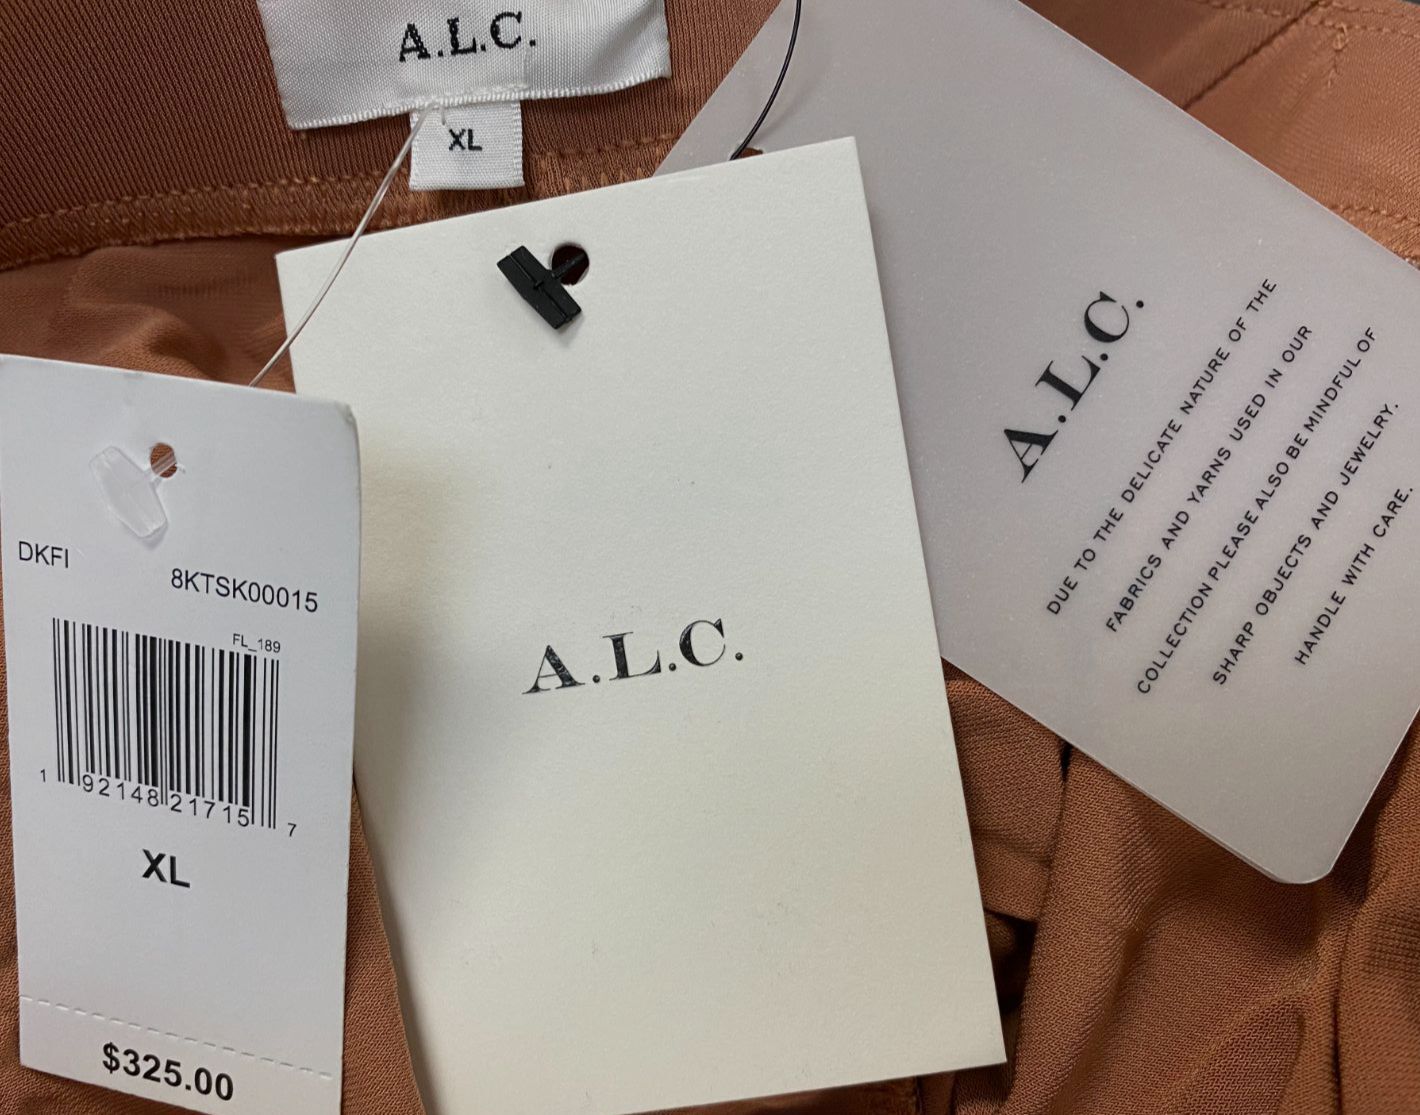 A.L.C.
XL
A.L.C.
DUE TO THE DELICATE NATURE OF THE
FABRICS AND YARNS USED IN OUR
COLLECTION PLEASE ALSO BE MINDFUL OF
SHARP OBJECTS AND JEWELRY.
HANDLE WITH CARE.
A.L.C.
DKFI
8KTSK00015
FL_189
1 92148 21715 7
XL
$325.00